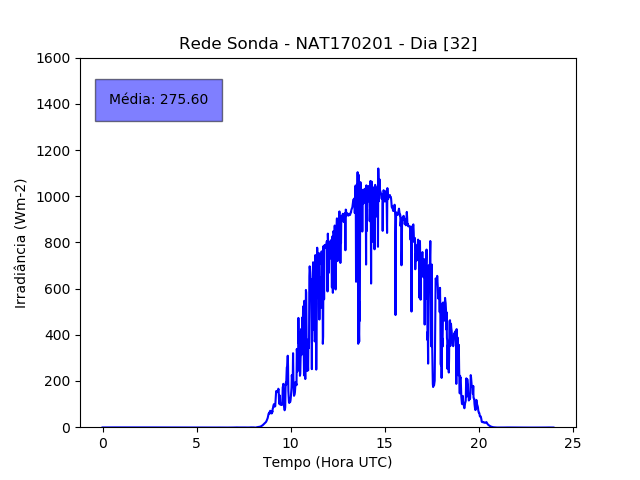 Rede Sonda - NAT170201 - Dia [32]
Média: 275.60
Irradiância (Wm-2)
1600
1400
1200
1000
800
600
400
200
0
0 5 10 15 20 25
Tempo (Hora UTC)